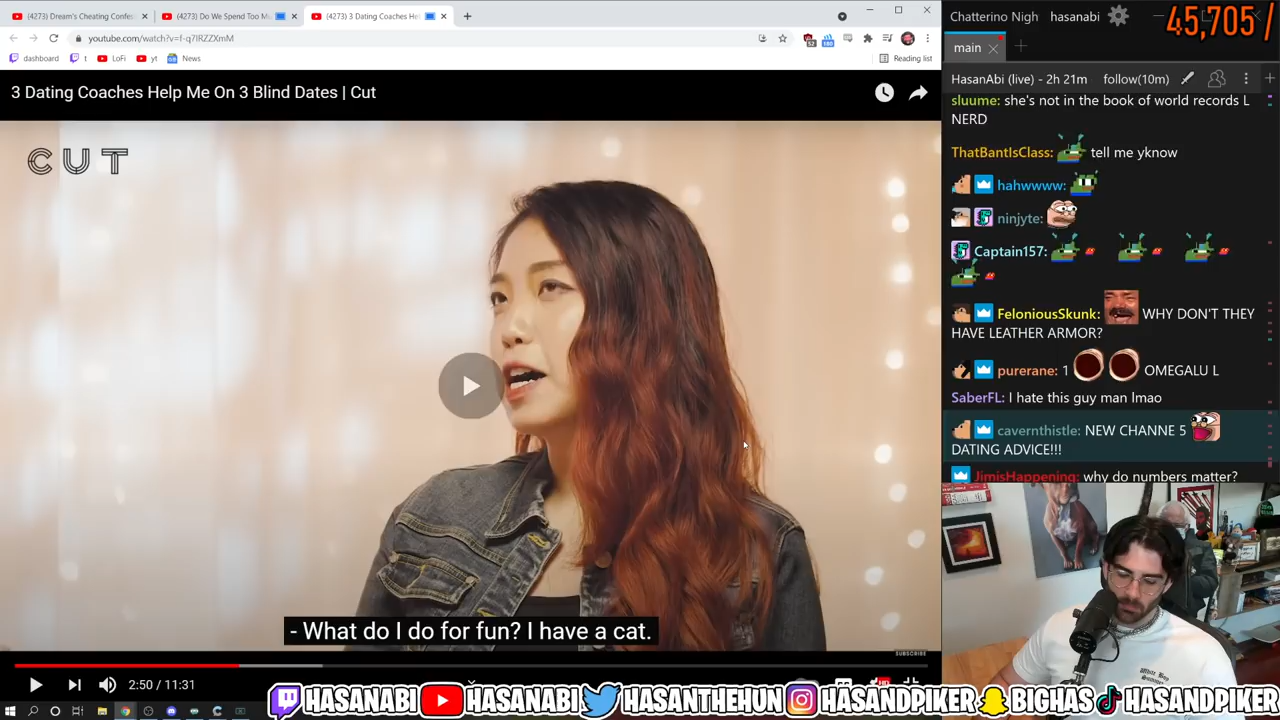 (4273) Dream's Cheating Confes
(4273) Do We Spend Too M
(4273) 3 Dating Coaches He
youtube.com/watch?v=f-q7IRZZXmM
dashboard
t
LoFi
yt
News
Reading list
3 Dating Coaches Help Me On 3 Blind Dates | Cut
CUT
- What do I do for fun? I have a cat.
SUBSCRIBE
2:50 / 11:31
Chatterino Nigh
hasanabi
45,705 /
main
HasanAbi (live) - 2h 21m
follow(10m)
sluume: she's not in the book of world records L
NERD
ThatBantIsClass: tell me yknow
hahwwww:
ninjyte:
Captain157:
FeloniousSkunk: WHY DON'T THEY
HAVE LEATHER ARMOR?
purerane: 1 OMEGALU L
SaberFL: I hate this guy man lmao
cavernthistle: NEW CHANNE 5
DATING ADVICE!!!
JimisHappening: why do numbers matter?
HASANABI
HASANABI
HASANTHEHUN
HASANDPIKER
BIGHAS
HASANDPIKER